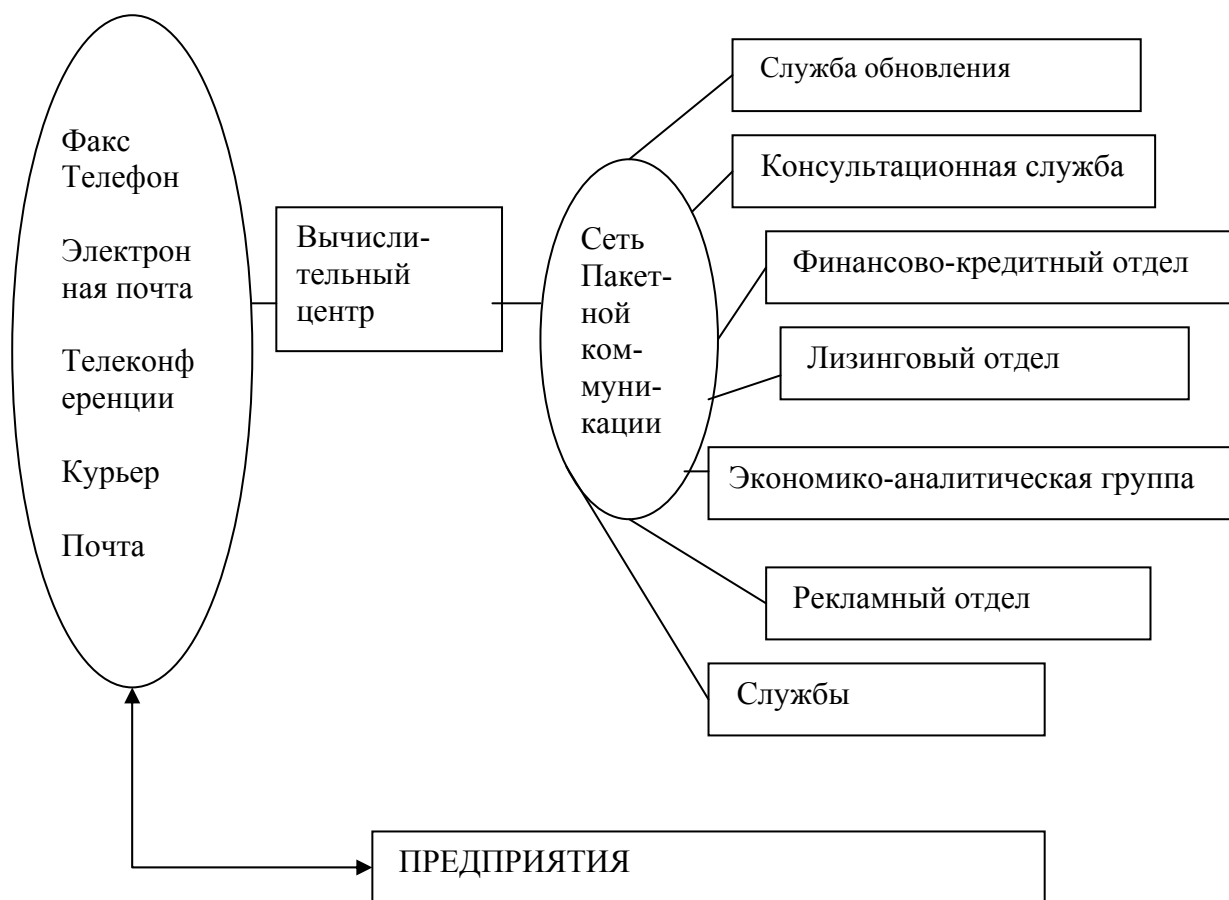 Факс
Телефон
Электрон
ная почта
Телеконф
еренции
Курьер
Почта
Вычисли-
тельный
центр
Сеть
Пакет-
ной
ком-
муни-
кации
Служба обновления
Консультационная служба
Финансово-кредитный отдел
Лизинговый отдел
Экономико-аналитическая группа
Рекламный отдел
Службы
ПРЕДПРИЯТИЯ